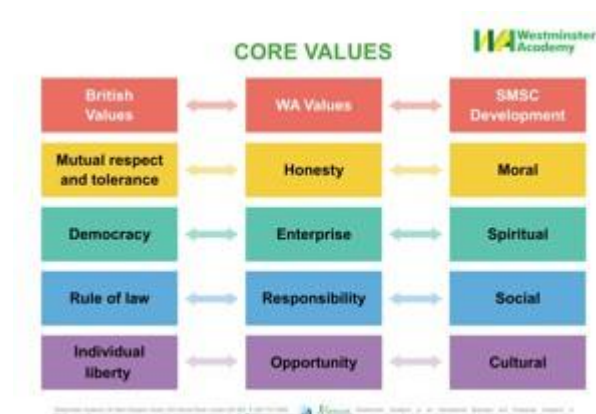 Westminster
Academy
CORE VALUES
British
Values
WA Values
SMSC
Development
Mutual respect
and tolerance
Honesty
Moral
Democracy
Enterprise
Spiritual
Rule of law
Responsibility
Social
Individual
liberty
Opportunity
Cultural